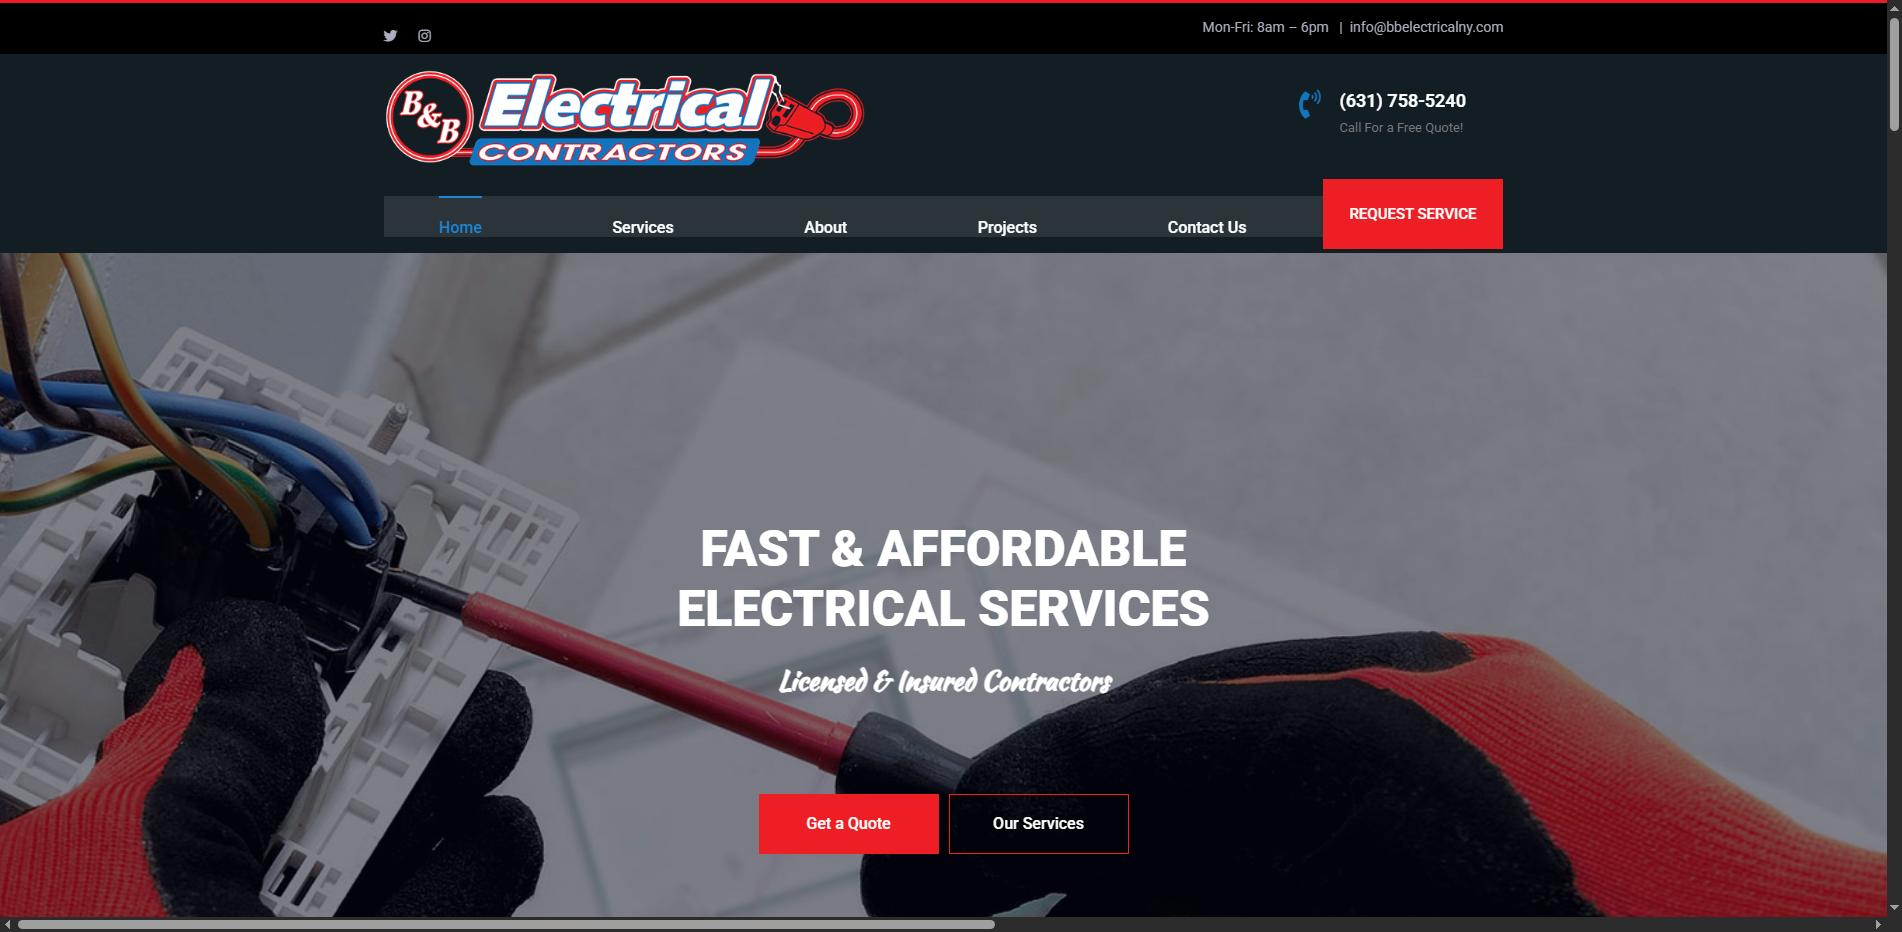 Mon-Fri: 8am – 6pm | info@bbelectricalny.com
B&B Electrical
CONTRACTORS
(631) 758-5240
Call For a Free Quote!
Home Services About Projects Contact Us REQUEST SERVICE
FAST & AFFORDABLE
ELECTRICAL SERVICES
Licensed & Insured Contractors
Get a Quote Our Services